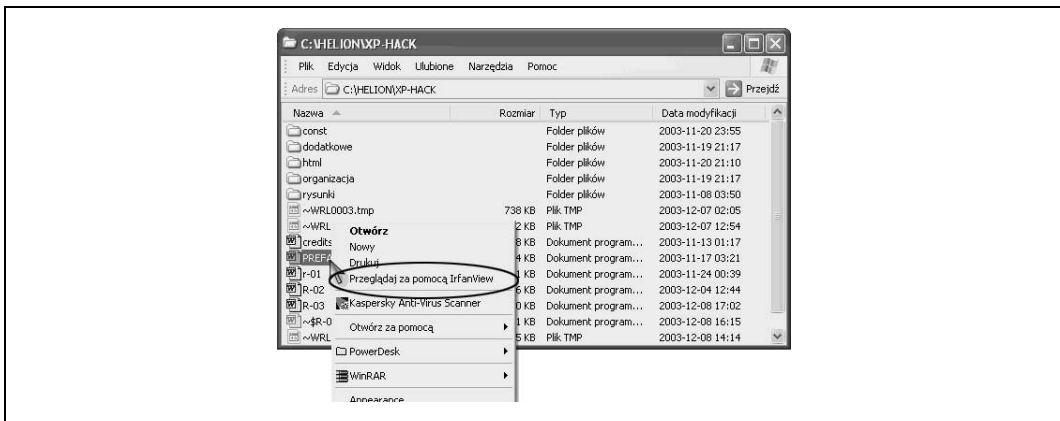 C:\HELION\XP-HACK
Plik Edycja Widok Ulubione Narzędzia Pomoc
Adres C:\HELION\XP-HACK Przejdź
Nazwa Rozmiar Typ Data modyfikacji
const Folder plików 2003-11-20 23:55
dodatkowe Folder plików 2003-11-19 21:17
html Folder plików 2003-11-20 21:10
organizacja Folder plików 2003-11-19 21:17
rysunki Folder plików 2003-11-08 03:50
~WRL0003.tmp 738 KB Plik TMP 2003-12-07 02:05
~WRL 2 KB Plik TMP 2003-12-07 12:54
credits 8 KB Dokument program... 2003-11-13 01:17
PREFA 4 KB Dokument program... 2003-11-17 03:21
r-01 1 KB Dokument program... 2003-11-24 00:39
R-02 6 KB Dokument program... 2003-12-04 12:44
R-03 0 KB Dokument program... 2003-12-08 17:02
~$R-0 1 KB Dokument program... 2003-12-08 16:15
~WRL 5 KB Plik TMP 2003-12-08 14:14
Otwórz
Nowy
Drukuj
Przeglądaj za pomocą IrfanView
Kaspersky Anti-Virus Scanner
Otwórz za pomocą
PowerDesk
WinRAR
Appearance